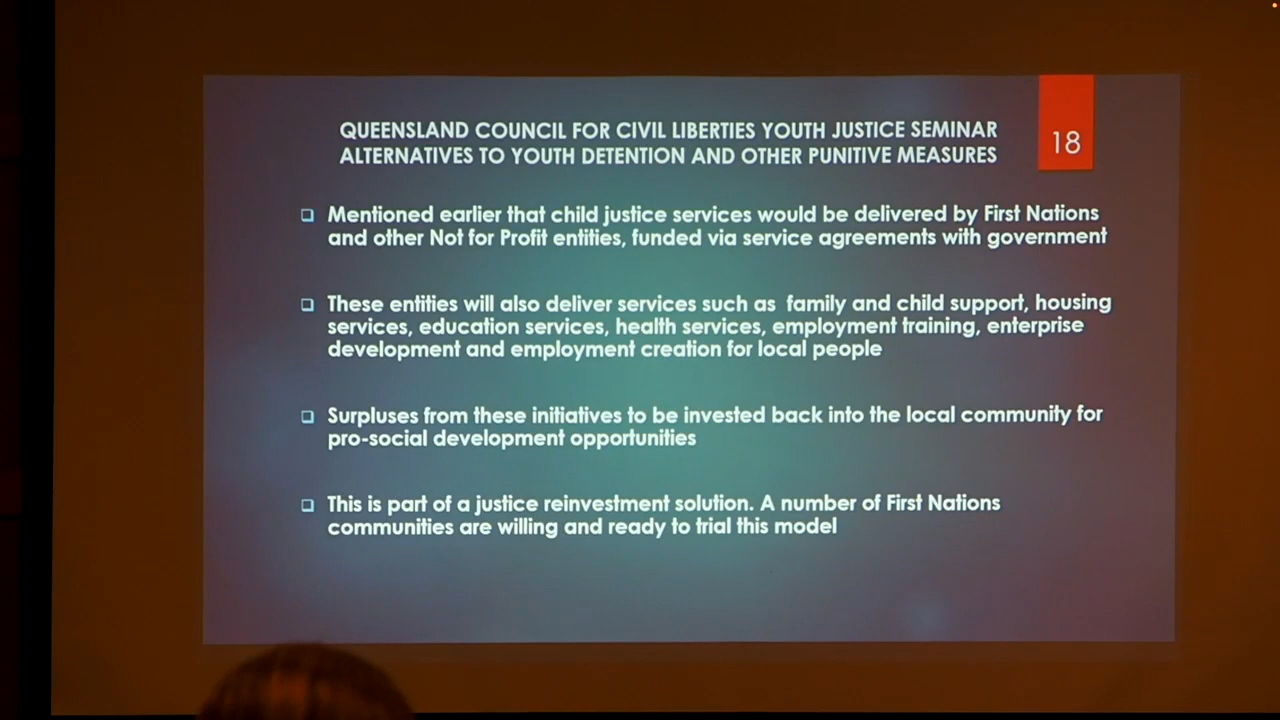 QUEENSLAND COUNCIL FOR CIVIL LIBERTIES YOUTH JUSTICE SEMINAR
ALTERNATIVES TO YOUTH DETENTION AND OTHER PUNITIVE MEASURES
18
❑ Mentioned earlier that child justice services would be delivered by First Nations
and other Not for Profit entities, funded via service agreements with government
❑ These entities will also deliver services such as family and child support, housing
services, education services, health services, employment training, enterprise
development and employment creation for local people
❑ Surpluses from these initiatives to be invested back into the local community for
pro-social development opportunities
❑ This is part of a justice reinvestment solution. A number of First Nations
communities are willing and ready to trial this model